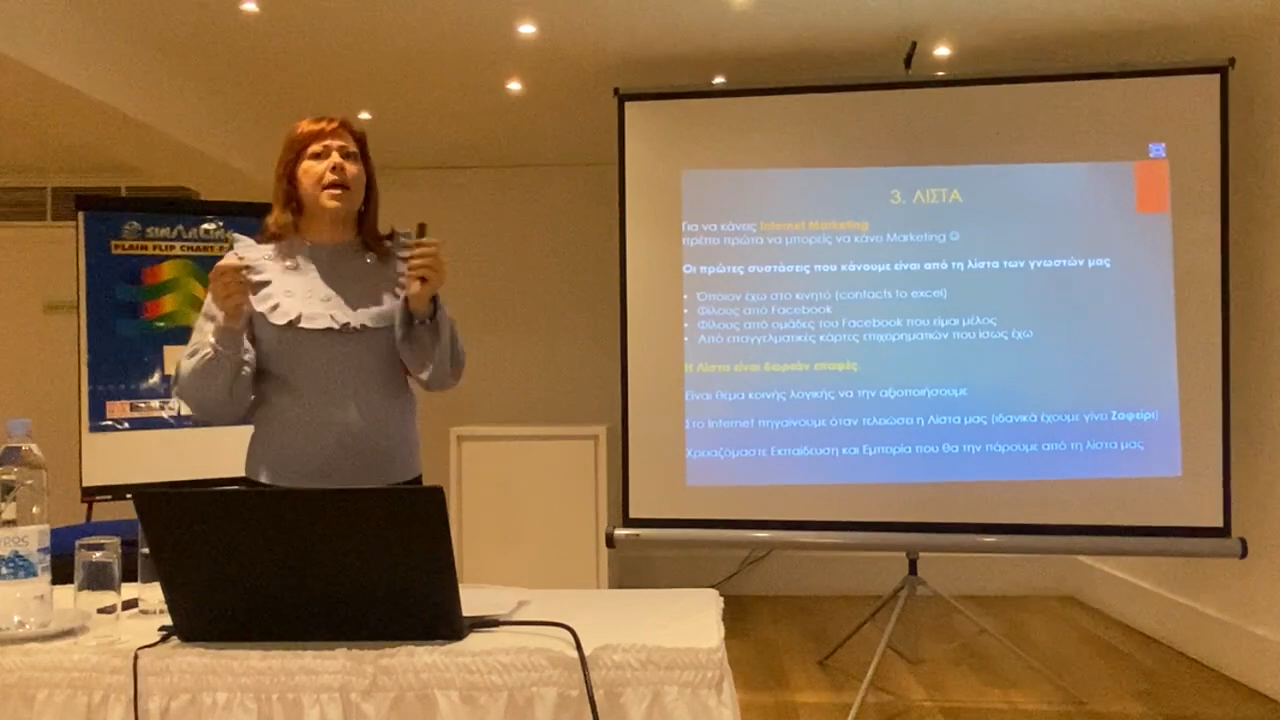 SINARLINE
PLAIN FLIP CHART P
3. ΛΙΣΤΑ
Για να κάνεις Internet Marketing
πρέπει πρώτα να μπορείς να κάνω Marketing ☺
Οι πρώτες συστάσεις που κάνουμε είναι από τη λίστα των γνωστών μας
• Όποιον έχω στο κινητό (contacts to excel)
• Φίλους από Facebook
• Φίλους από ομάδες του Facebook που είμαι μέλος
• Από επαγγελματικές κάρτες επιχειρηματιών που ίσως έχω
Η Λίστα είναι δωρεάν επαφές
Είναι θέμα κοινής λογικής να την αξιοποιήσουμε
Στο Internet πηγαίνουμε όταν τελειώσει η Λίστα μας (ιδανικά έχουμε γίνει Ζαφείρι)
Χρειαζόμαστε Εκπαίδευση και Εμπειρία που θα την πάρουμε από τη λίστα μας